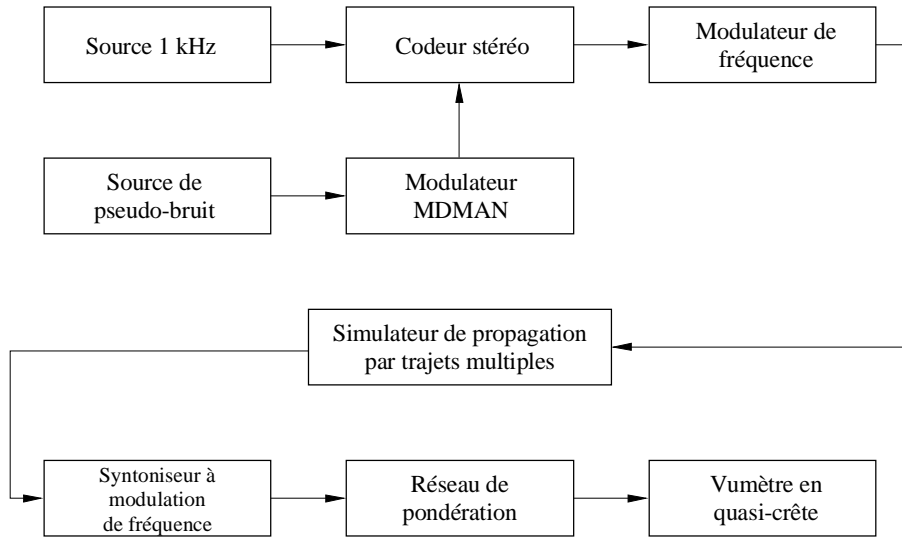 Source 1 kHz
Codeur stéréo
Modulateur de
fréquence
Source de
pseudo-bruit
Modulateur
MDMAN
Simulateur de propagation
par trajets multiples
Syntoniseur à
modulation
de fréquence
Réseau de
pondération
Vumètre en
quasi-crête